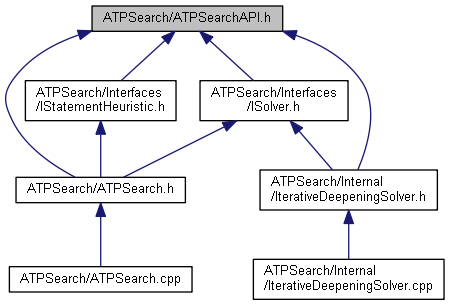 ATPSearch/ATPSearchAPI.h
ATPSearch/Interfaces
/IStatementHeuristic.h
ATPSearch/Interfaces
/ISolver.h
ATPSearch/ATPSearch.h
ATPSearch/Internal
/IterativeDeepeningSolver.h
ATPSearch/ATPSearch.cpp
ATPSearch/Internal
/IterativeDeepeningSolver.cpp